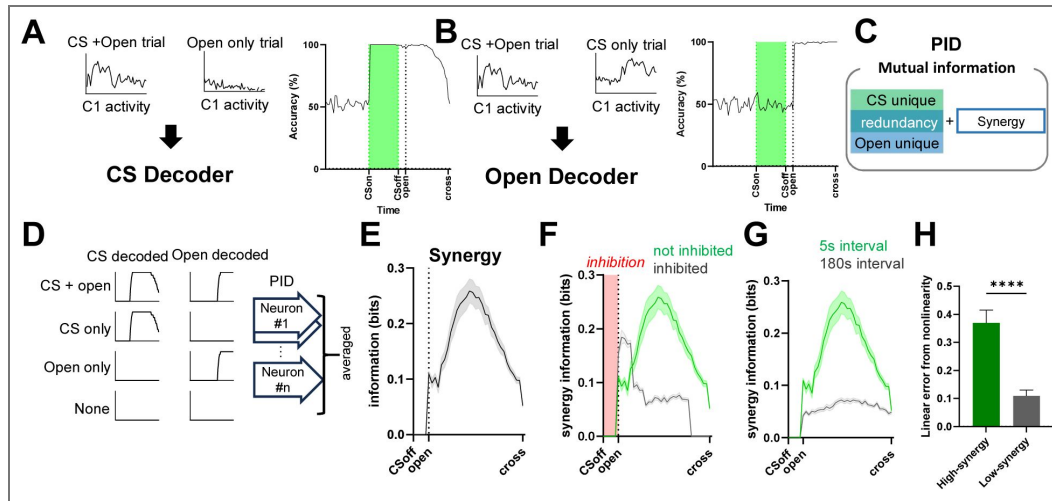 A
CS +Open trial
Open only trial
C1 activity
C1 activity
CS Decoder
Accuracy (%)
100
50
0
CSon
CSoff
open
cross
Time
B
CS +Open trial
CS only trial
C1 activity
C1 activity
Open Decoder
Accuracy (%)
100
50
0
CSon
CSoff
open
cross
Time
C
PID
Mutual information
CS unique
redundancy
Open unique
+
Synergy
D
CS decoded
Open decoded
CS + open
CS only
Open only
None
PID
Neuron
#1
⋮
Neuron
#n
averaged
E
Synergy
information (bits)
0.3
0.2
0.1
0.0
CSoff
open
cross
F
not inhibited
inhibition
inhibited
synergy information (bits)
0.3
0.2
0.1
0.0
CSoff
open
cross
G
5s interval
180s interval
synergy information (bits)
0.3
0.2
0.1
0.0
CSoff
open
cross
H
Linear error from nonlinearity
0.5
0.4
0.3
0.2
0.1
0.0
****
High-synergy
Low-synergy